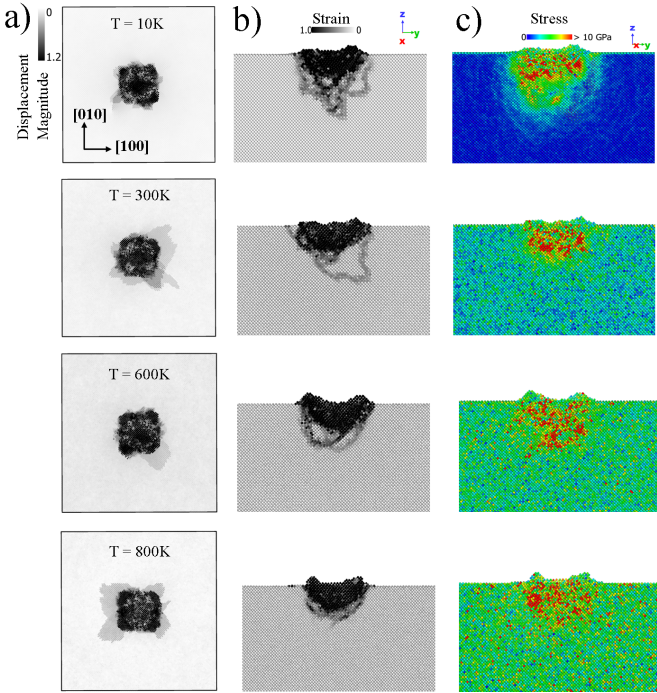 a)
0
1.2
Displacement
Magnitude
T = 10K
[010]
[100]
T = 300K
T = 600K
T = 800K
b)
Strain
1.0
0
z
y
x
c)
Stress
0
> 10 GPa
z
y
x